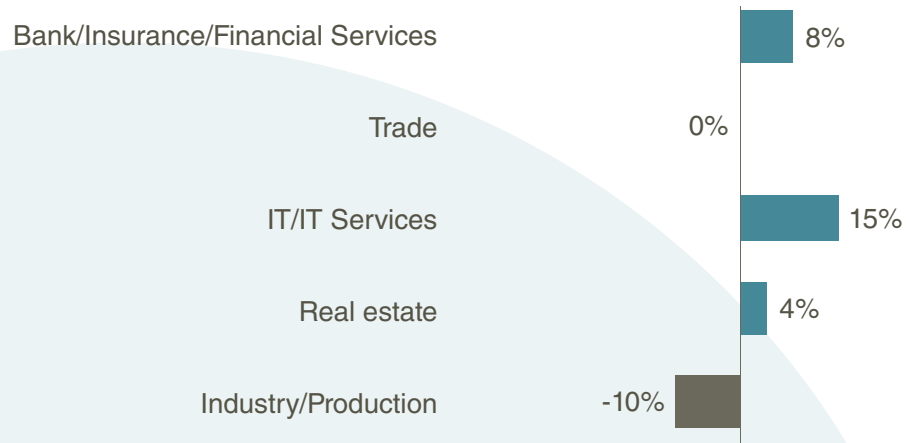 Bank/Insurance/Financial Services 8%
Trade 0%
IT/IT Services 15%
Real estate 4%
Industry/Production -10%